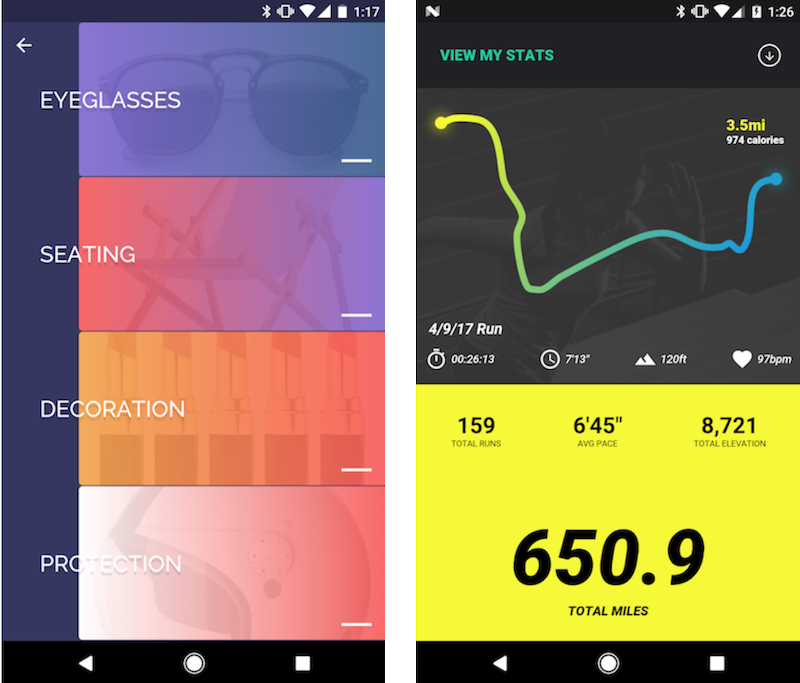 1:17
EYEGLASSES
SEATING
DECORATION
PROTECTION
1:26
VIEW MY STATS
3.5mi
974 calories
4/9/17 Run
00:26:13 7'13" 120ft 97bpm
159 6'45" 8,721
TOTAL RUNS AVG PACE TOTAL ELEVATION
650.9
TOTAL MILES